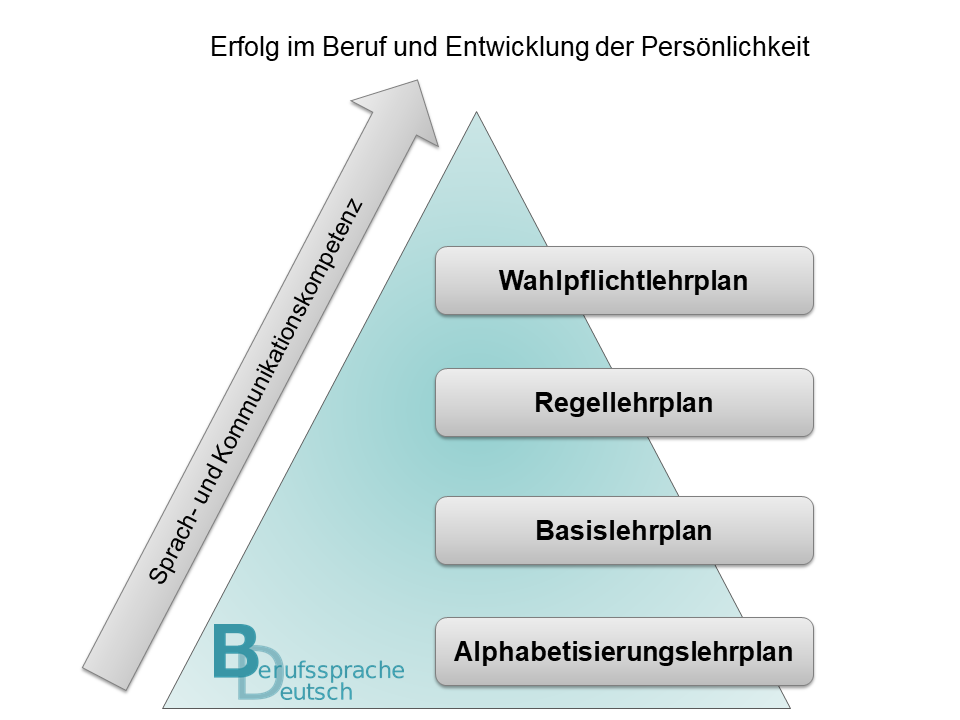 Erfolg im Beruf und Entwicklung der Persönlichkeit
Sprach- und Kommunikationskompetenz
Wahlpflichtlehrplan
Regellehrplan
Basislehrplan
Alphabetisierungslehrplan
Berufssprache
Deutsch